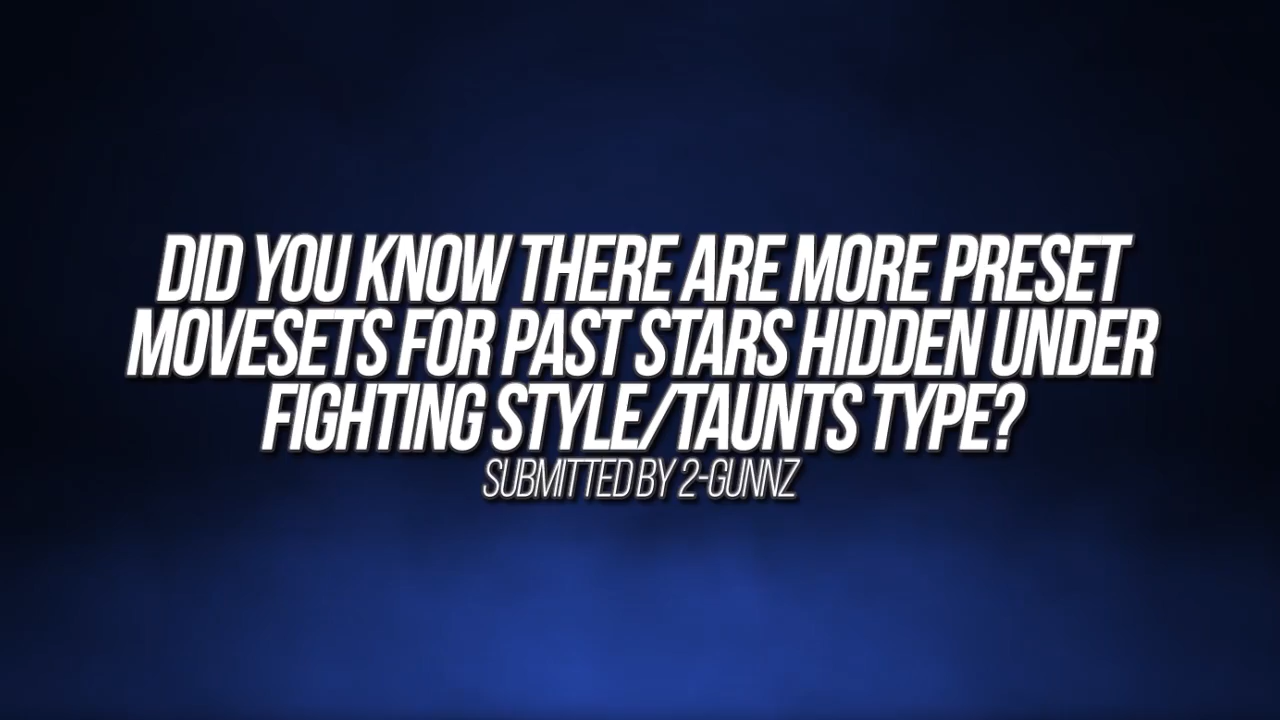 DID YOU KNOW THERE ARE MORE PRESET
MOVESETS FOR PAST STARS HIDDEN UNDER
FIGHTING STYLE/TAUNTS TYPE?
SUBMITTED BY 2-GUNNZ